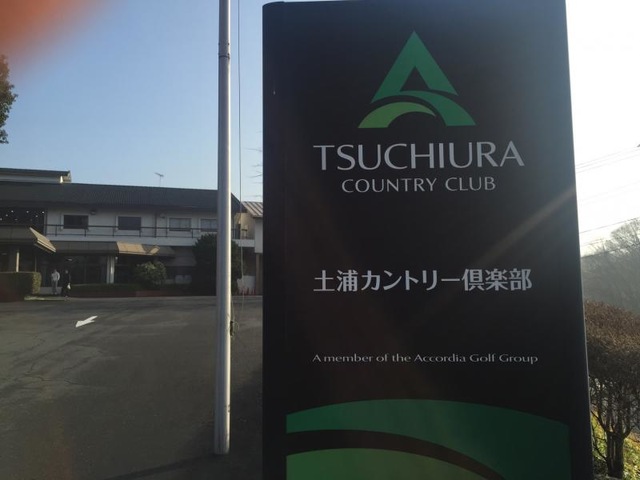 TSUCHIURA
COUNTRY CLUB
土浦カントリー倶楽部
A member of the Accordia Golf Group